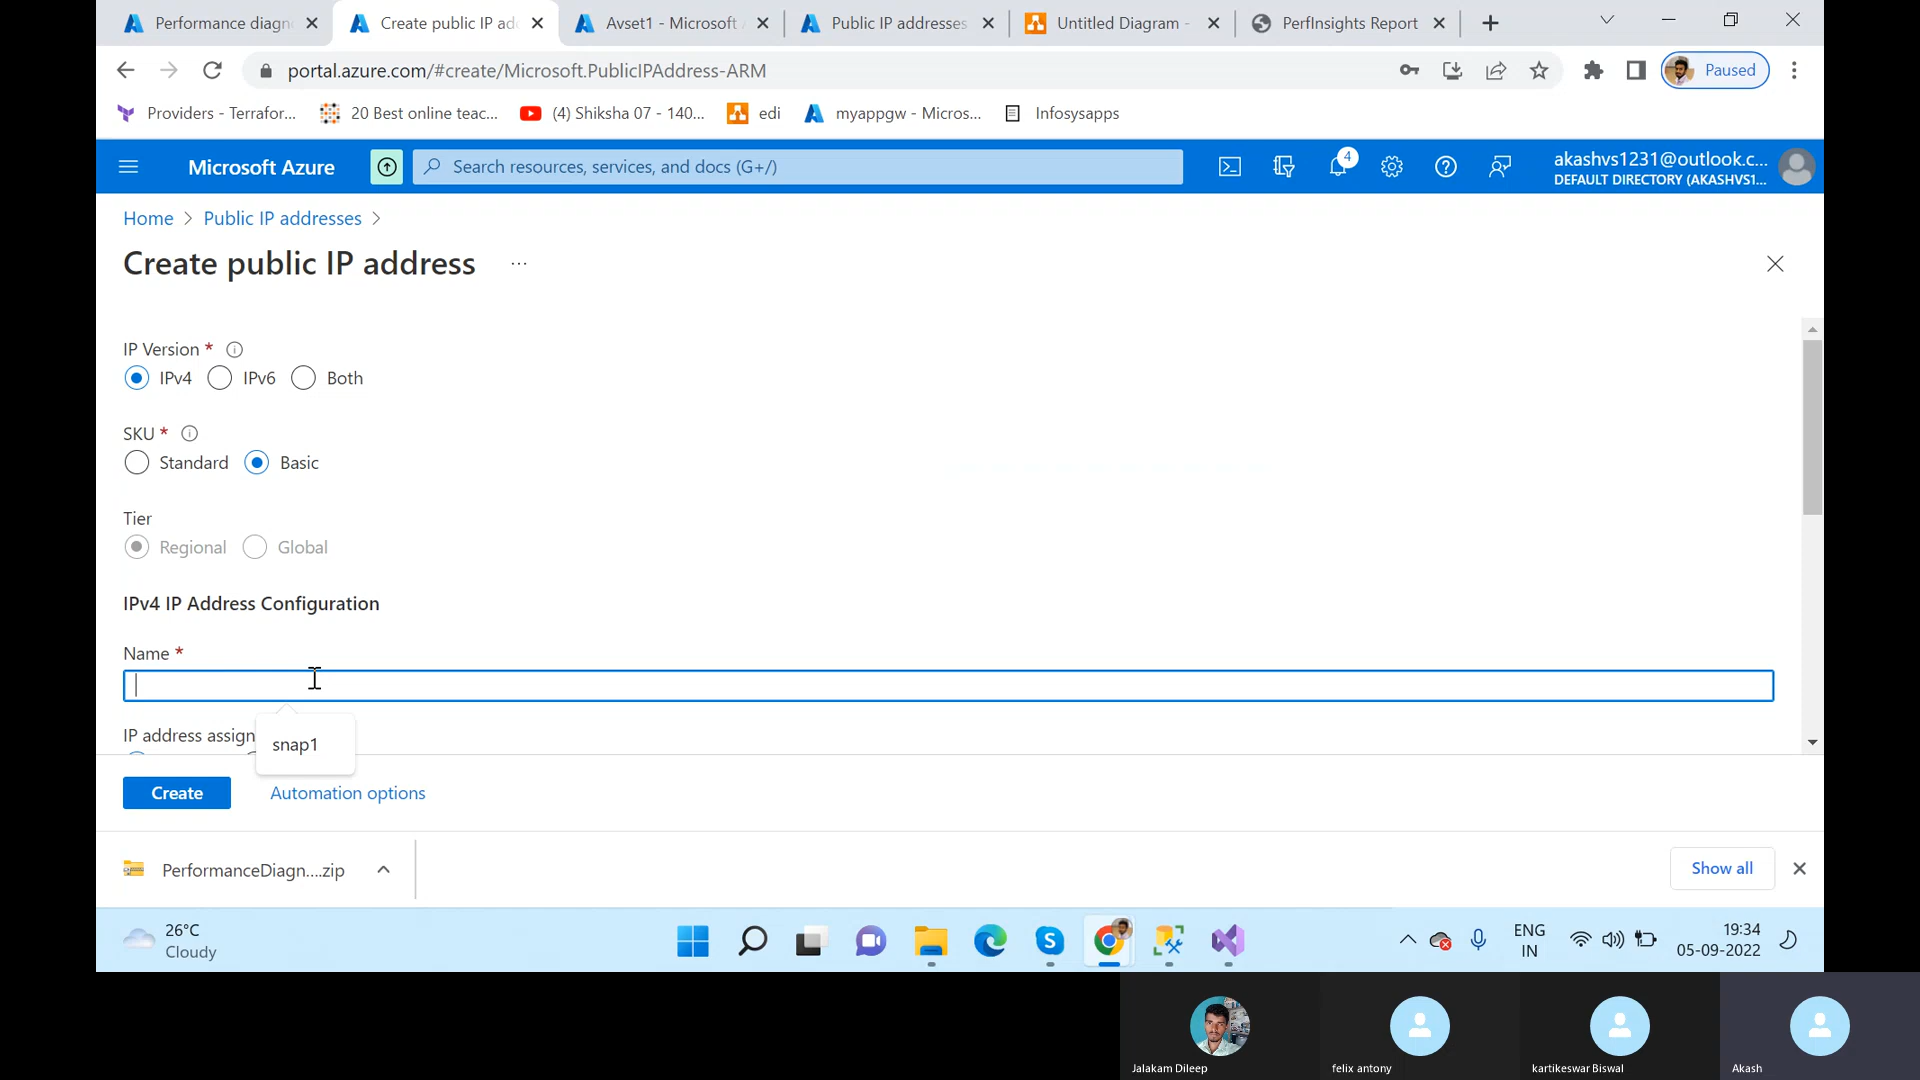 Performance diagn
Create public IP ad
Avset1 - Microsoft
Public IP addresses
Untitled Diagram -
PerfInsights Report
portal.azure.com/#create/Microsoft.PublicIPAddress-ARM
Paused
Providers - Terrafor...
20 Best online teac...
(4) Shiksha 07 - 140...
edi
myappgw - Micros...
Infosysapps
Microsoft Azure
Search resources, services, and docs (G+/)
4
akashvs1231@outlook.c...
DEFAULT DIRECTORY (AKASHVS1...
Home > Public IP addresses >
Create public IP address ...
IP Version *
IPv4 IPv6 Both
SKU *
Standard Basic
Tier
Regional Global
IPv4 IP Address Configuration
Name *
IP address assign
snap1
Create
Automation options
PerformanceDiagn....zip
Show all
26°C
Cloudy
ENG
IN
19:34
05-09-2022
Jalakam Dileep
felix antony
kartikeswar Biswal
Akash